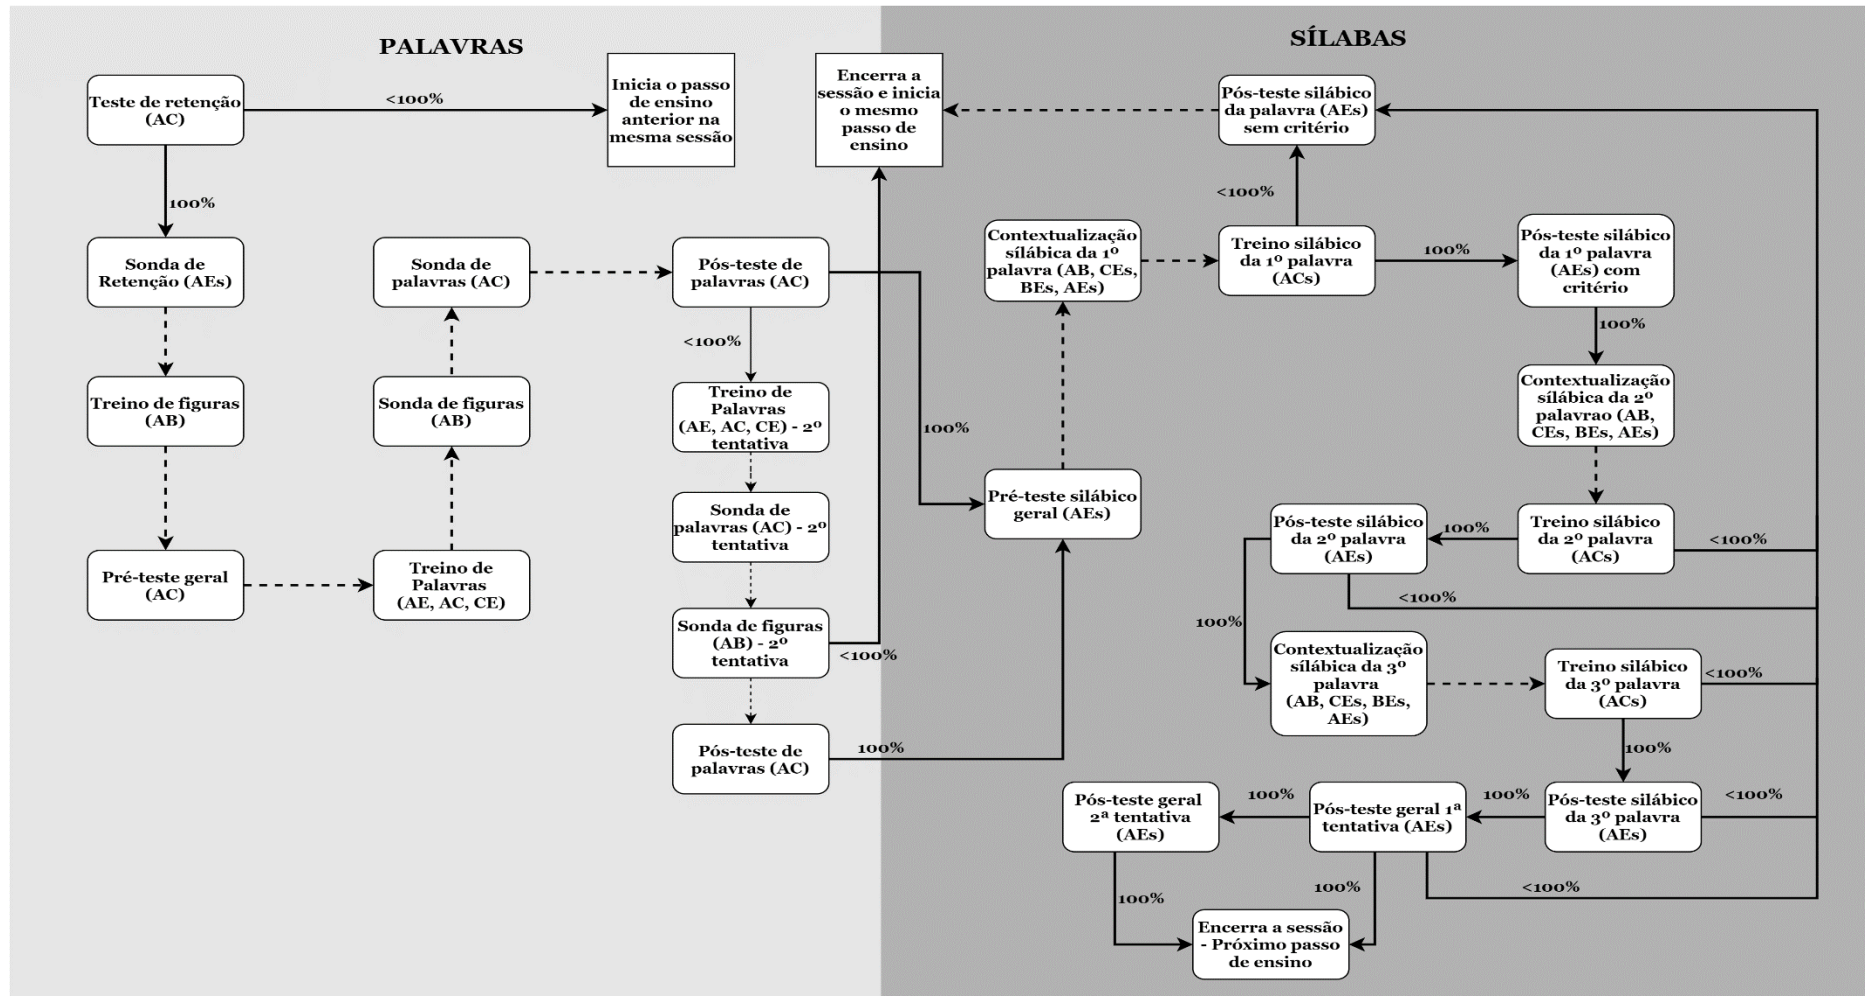 PALAVRAS
Teste de retenção
(AC)
<100%
Inicia o passo
de ensino
anterior na
mesma sessão
100%
Sonda de
Retenção (AEs)
Treino de figuras
(AB)
Pré-teste geral
(AC)
Treino de
Palavras
(AE, AC, CE)
Sonda de figuras
(AB)
Sonda de
palavras (AC)
Pós-teste de
palavras (AC)
<100%
Treino de
Palavras
(AE, AC, CE) - 2º
tentativa
Sonda de
palavras (AC) - 2º
tentativa
Sonda de figuras
(AB) - 2º
tentativa
<100%
Pós-teste de
palavras (AC)
100%
100%
SÍLABAS
Encerra a
sessão e inicia
o mesmo
passo de
ensino
Pós-teste silábico
da palavra (AEs)
sem critério
<100%
Pré-teste silábico
geral (AEs)
Contextualização
sílábica da 1º
palavra (AB, CEs,
BEs, AEs)
Treino silábico
da 1º palavra
(ACs)
100%
Pós-teste silábico
da 1º palavra
(AEs) com
critério
100%
Contextualização
sílábica da 2º
palavrao (AB,
CEs, BEs, AEs)
Treino silábico
da 2º palavra
(ACs)
<100%
100%
Pós-teste silábico
da 2º palavra
(AEs)
<100%
100%
Contextualização
sílábica da 3º
palavra
(AB, CEs, BEs,
AEs)
Treino silábico
da 3º palavra
(ACs)
<100%
100%
Pós-teste silábico
da 3º palavra
(AEs)
<100%
100%
Pós-teste geral 1ª
tentativa (AEs)
<100%
100%
100%
Pós-teste geral
2ª tentativa
(AEs)
100%
Encerra a sessão
- Próximo passo
de ensino